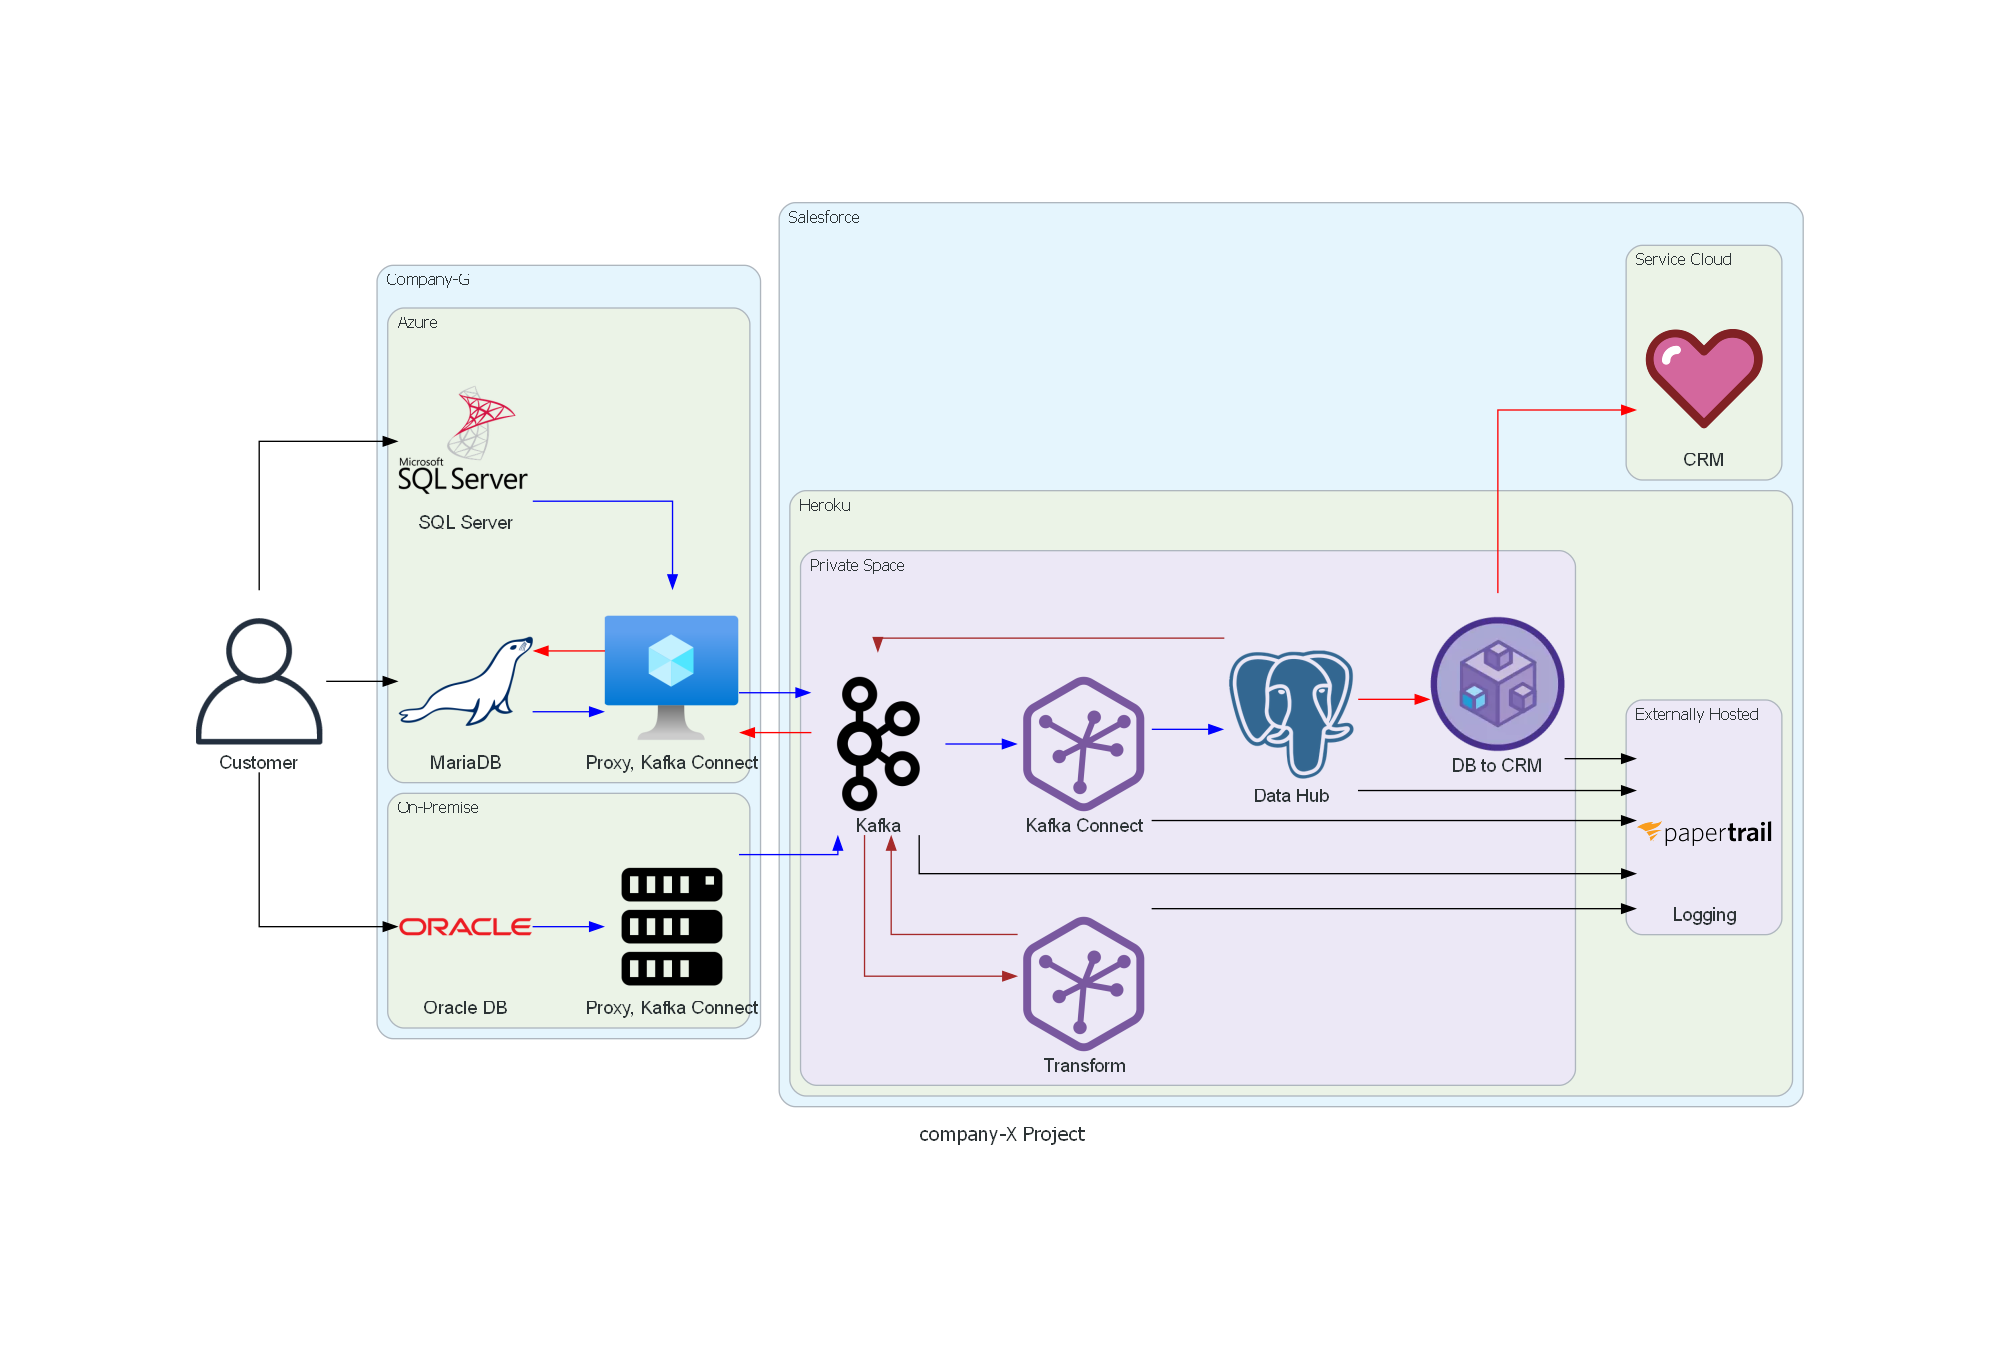 Salesforce
Service Cloud
CRM
Company-G
Azure
Microsoft
SQL Server
SQL Server
MariaDB
Proxy, Kafka Connect
Customer
On-Premise
ORACLE
Oracle DB
Proxy, Kafka Connect
Heroku
Private Space
Kafka
Kafka Connect
Data Hub
DB to CRM
Transform
Externally Hosted
papertrail
Logging
company-X Project